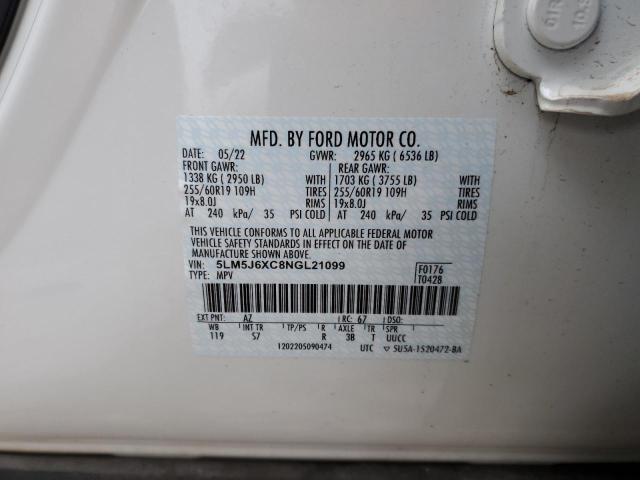 MFD. BY FORD MOTOR CO.
DATE: 05/22 GVWR: 2965 KG ( 6536 LB)
FRONT GAWR: REAR GAWR:
1338 KG ( 2950 LB) WITH 1703 KG ( 3755 LB) WITH
255/60R19 109H TIRES 255/60R19 109H TIRES
19x8.0J RIMS 19x8.0J RIMS
AT 240 kPa/ 35 PSI COLD AT 240 kPa/ 35 PSI COLD
THIS VEHICLE CONFORMS TO ALL APPLICABLE FEDERAL MOTOR
VEHICLE SAFETY STANDARDS IN EFFECT ON THE DATE OF
MANUFACTURE SHOWN ABOVE.
VIN: 5LM5J6XC8NGL21099 F0176
TYPE: MPV T0428
EXT PNT: AZ RC: 67 DSO:
WB INT TR TP/PS R AXLE TR SPR
119 S7 R 3B T UUCC
1202205090474 UTC ▽ 5U5A-1520472-BA